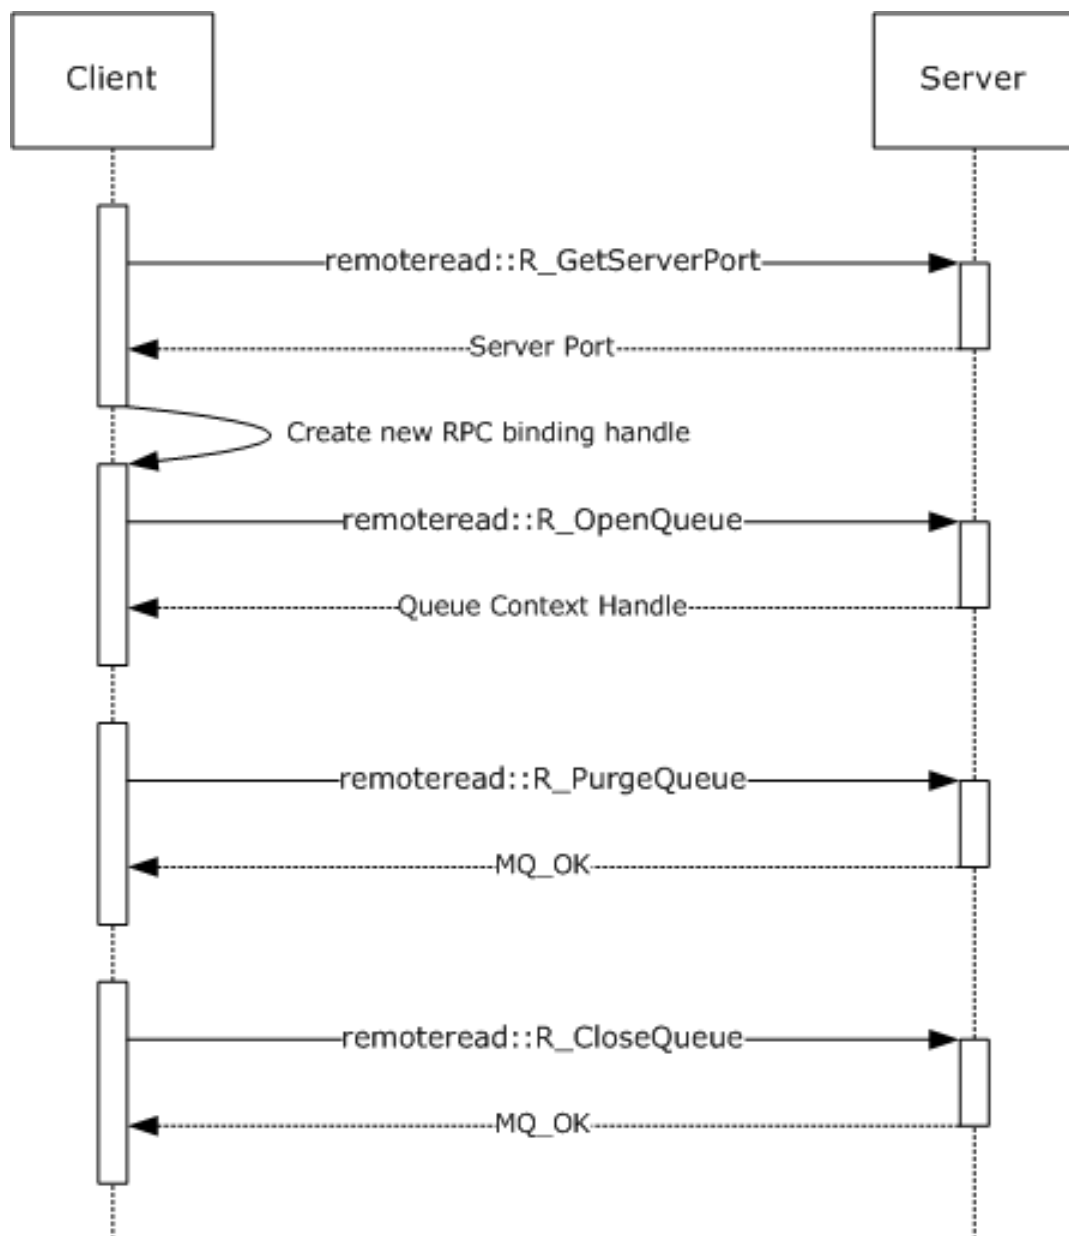 Client
Server
remoteread::R_GetServerPort
Server Port
Create new RPC binding handle
remoteread::R_OpenQueue
Queue Context Handle
remoteread::R_PurgeQueue
MQ_OK
remoteread::R_CloseQueue
MQ_OK